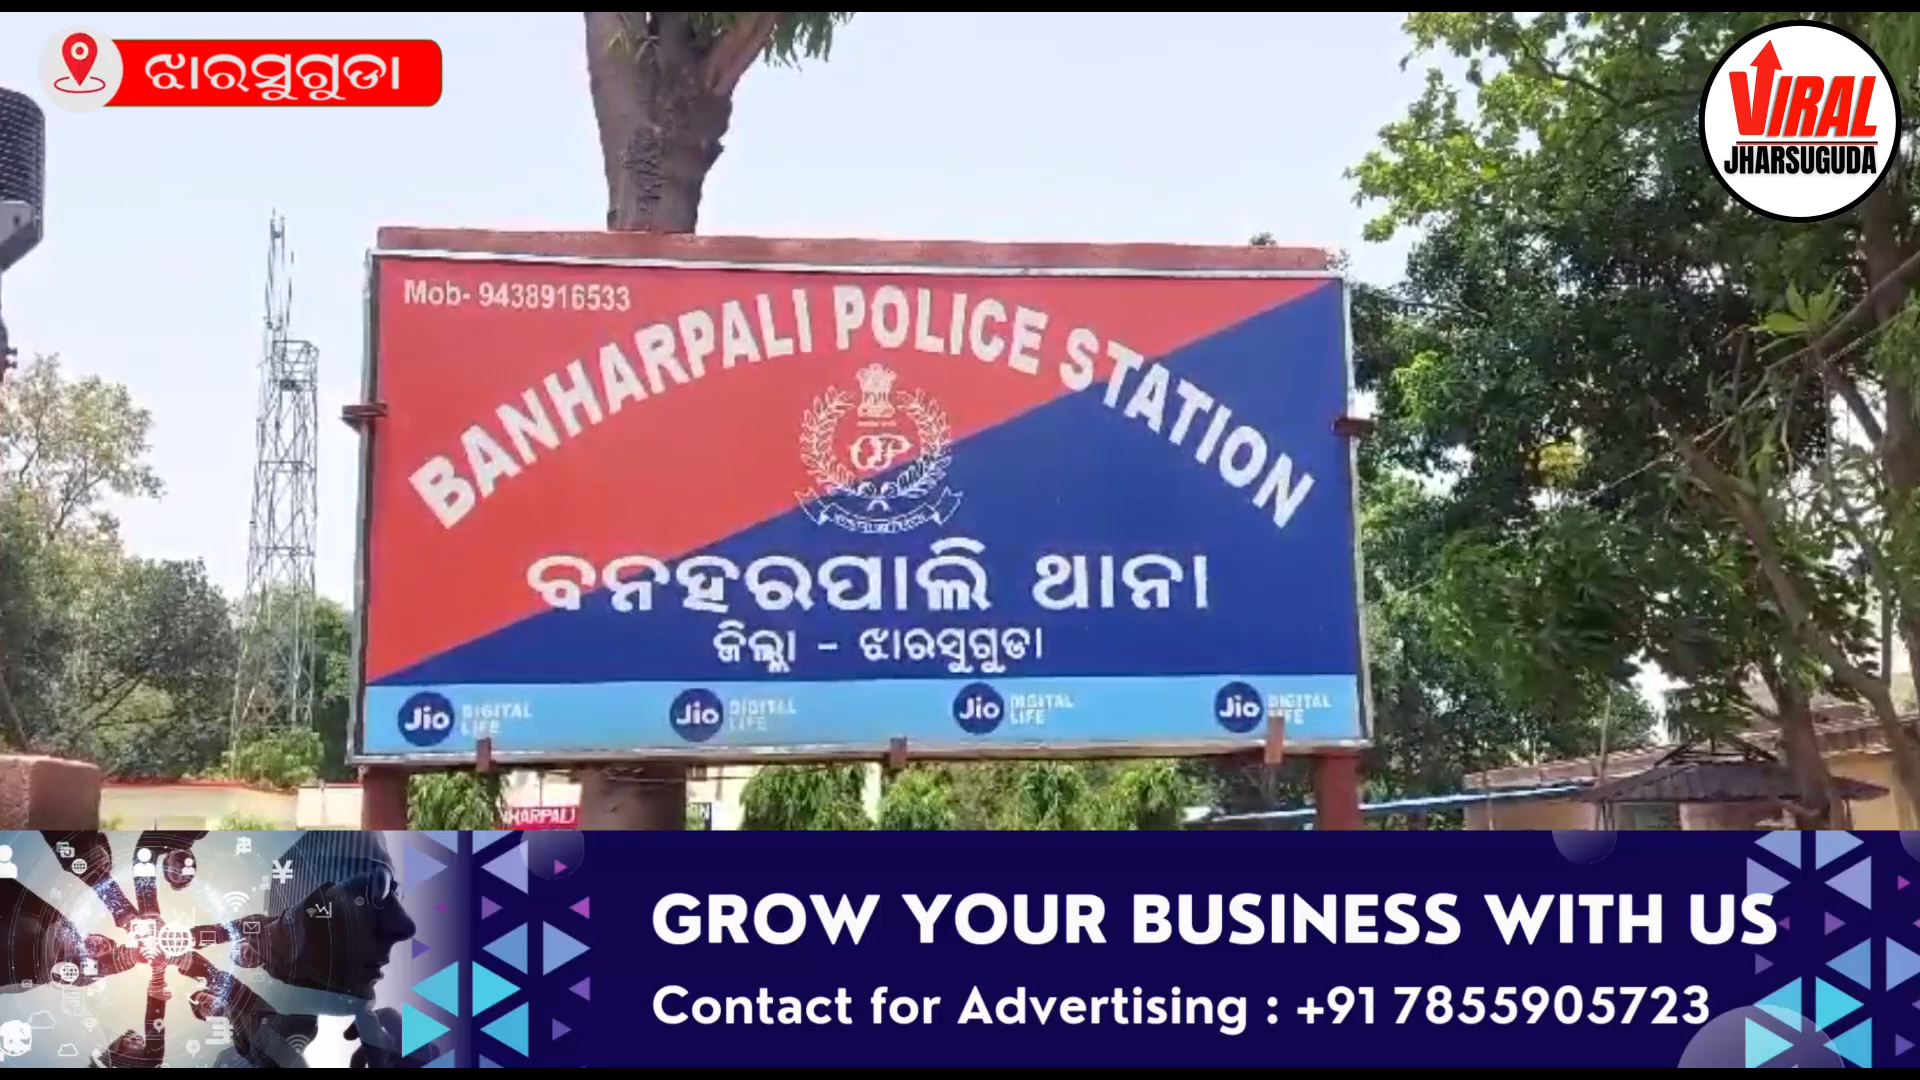 ଝାରସୁଗୁଡା
VIRAL
JHARSUGUDA
Mob- 9438916533
BANHARPALI POLICE STATION
ବନହରପାଲି ଥାନା
ଜିଲ୍ଲା - ଝାରସୁଗୁଡା
Jio DIGITAL LIFE
Jio DIGITAL LIFE
Jio DIGITAL LIFE
Jio DIGITAL LIFE
GROW YOUR BUSINESS WITH US
Contact for Advertising : +91 7855905723